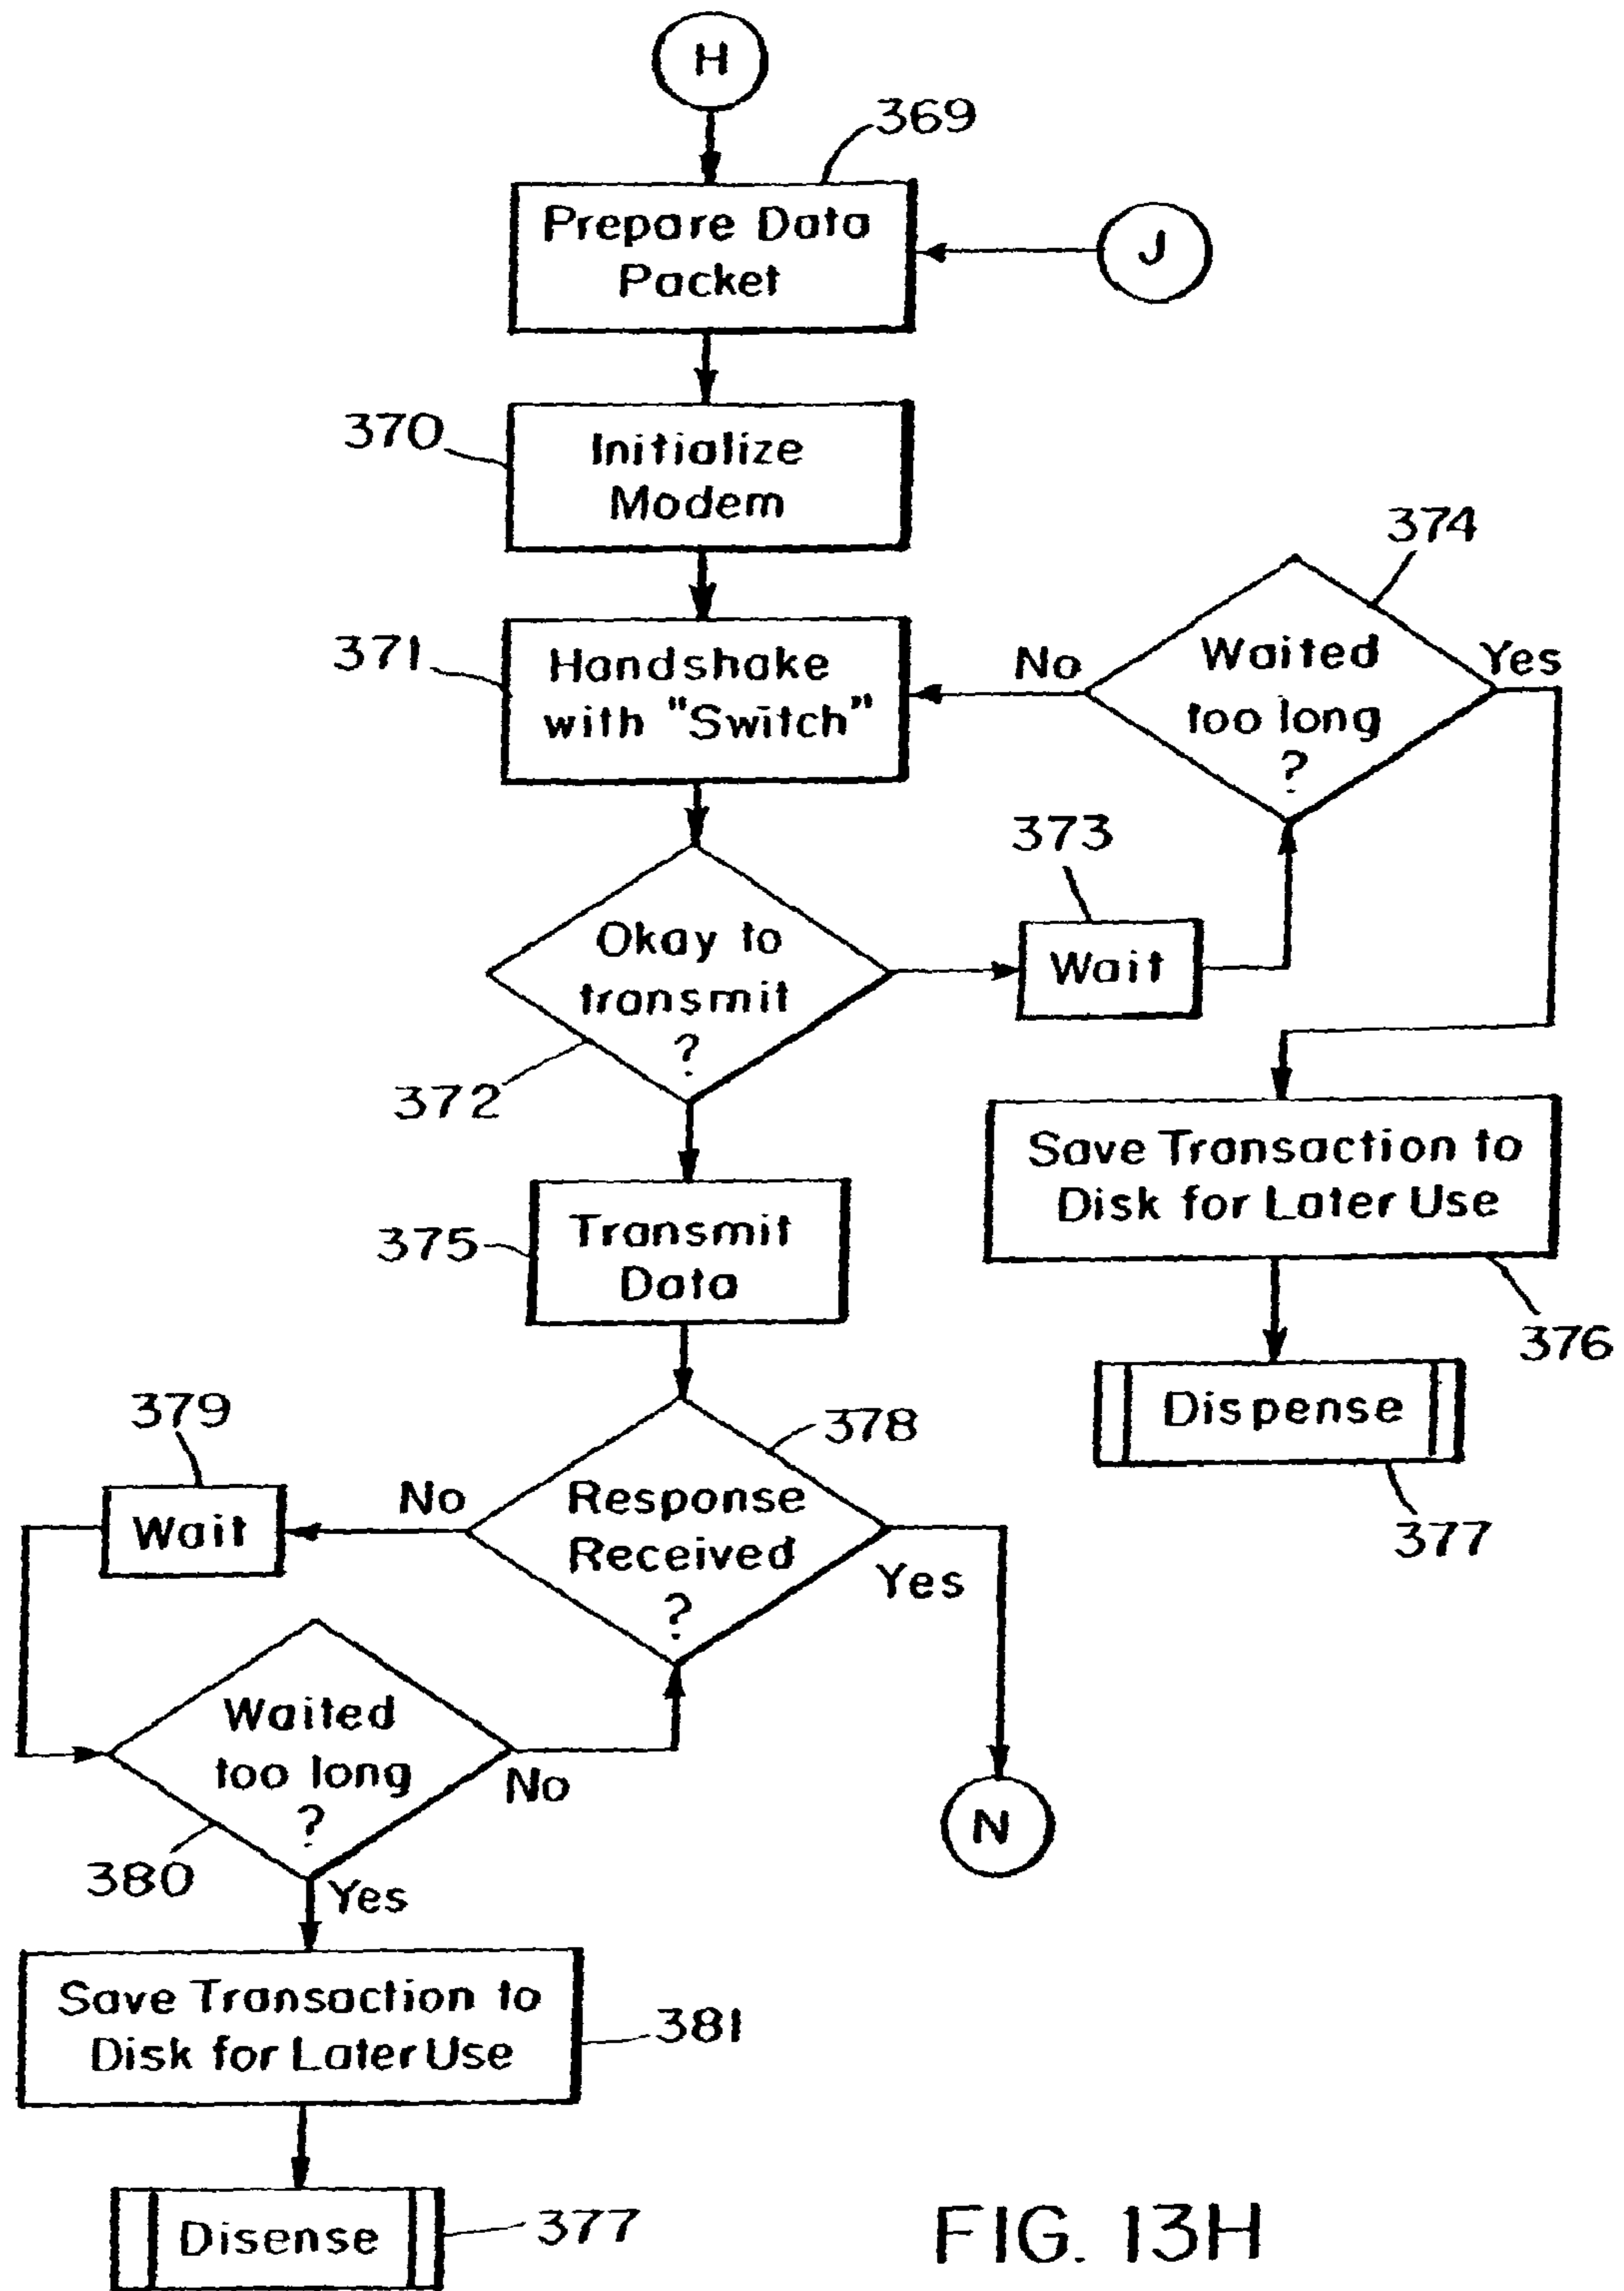 H
369
Prepare Data
Packet
J
370
Initialize
Modem
374
371
Handshake
with "Switch"
No
Waited
too long
?
Yes
373
Okay to
transmit
?
Wait
372
Save Transaction to
Disk for Later Use
375
Transmit
Data
376
Dispense
377
379
378
No
Wait
Response
Received
?
Yes
Waited
too long
?
No
N
380
Yes
Save Transaction to
Disk for Later Use
381
Disense
377
FIG. 13H